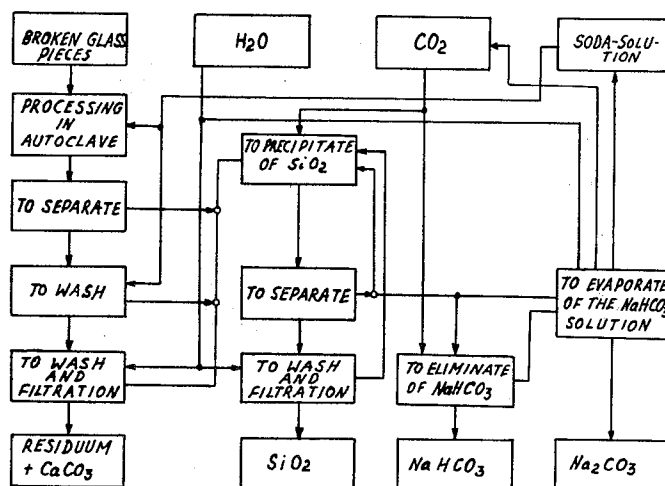 BROKEN GLASS
PIECES
H2O
CO2
SODA-SOLU-
TION
PROCESSING
IN
AUTOCLAVE
TO PRECIPITATE
OF SiO2
TO SEPARATE
TO WASH
TO SEPARATE
TO EVAPORATE
OF THE NaHCO3
SOLUTION
TO WASH
AND
FILTRATION
TO WASH AND
FILTRATION
TO ELIMINATE
OF NaHCO3
RESIDUUM
+ CaCO3
SiO2
NaHCO3
Na2CO3